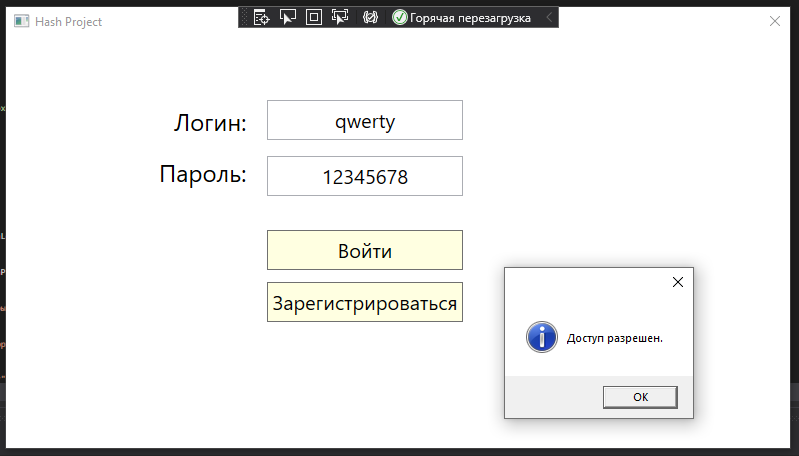 Hash Project
Горячая перезагрузка
Логин:
qwerty
Пароль:
12345678
Войти
Зарегистрироваться
Доступ разрешен.
OK